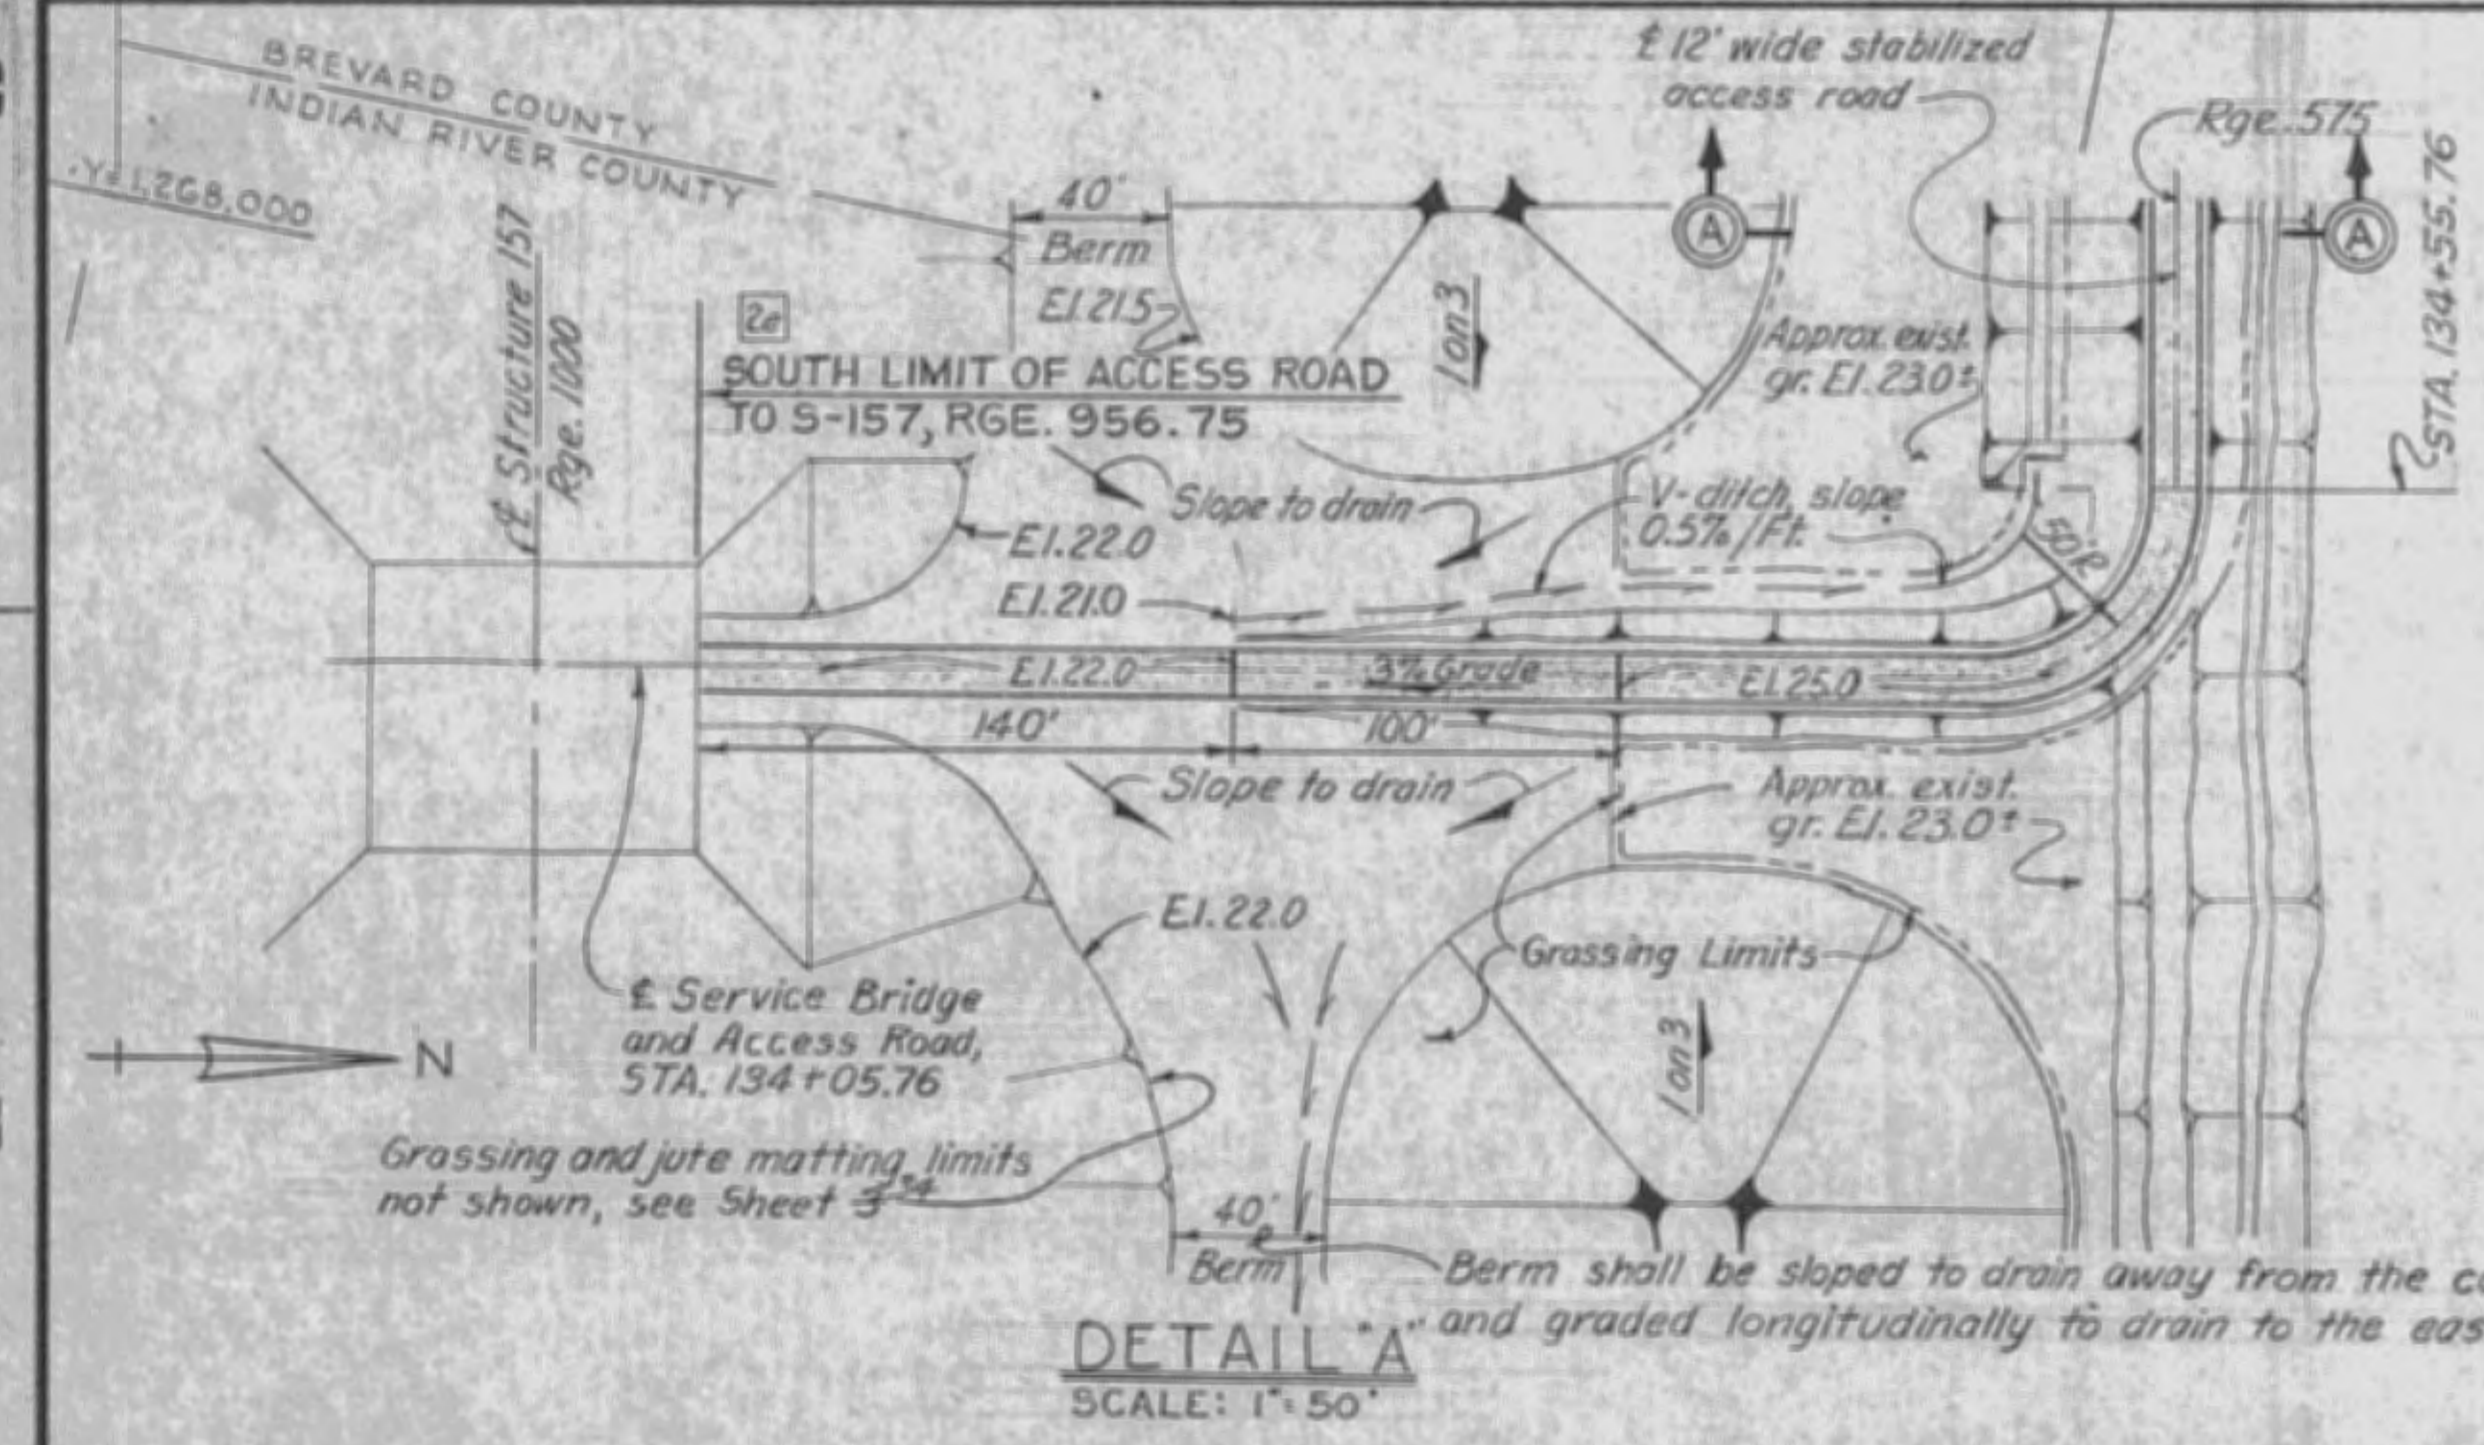 BREVARD COUNTY
INDIAN RIVER COUNTY
Y=1,268,000
℄ Structure 157
Rge. 1000
40'
Berm
El. 21.5
2e
SOUTH LIMIT OF ACCESS ROAD
TO S-157, RGE. 956.75
1 on 3
℄ 12' wide stabilized
access road
A
Rge. 575
A
STA. 134+55.76
Approx. exist.
gr. El. 23.0±
Slope to drain
V-ditch, slope
0.5%/Ft.
50'R
El. 22.0
El. 21.0
El. 22.0
3% Grade
El. 25.0
140'
100'
Slope to drain
Approx. exist.
gr. El. 23.0±
El. 22.0
Grassing Limits
℄ Service Bridge
and Access Road,
STA. 134+05.76
N
1 on 3
Grassing and jute matting limits
not shown, see Sheet
40'
Berm
Berm shall be sloped to drain away from the
and graded longitudinally to drain to the
DETAIL "A"
SCALE: 1"=50'